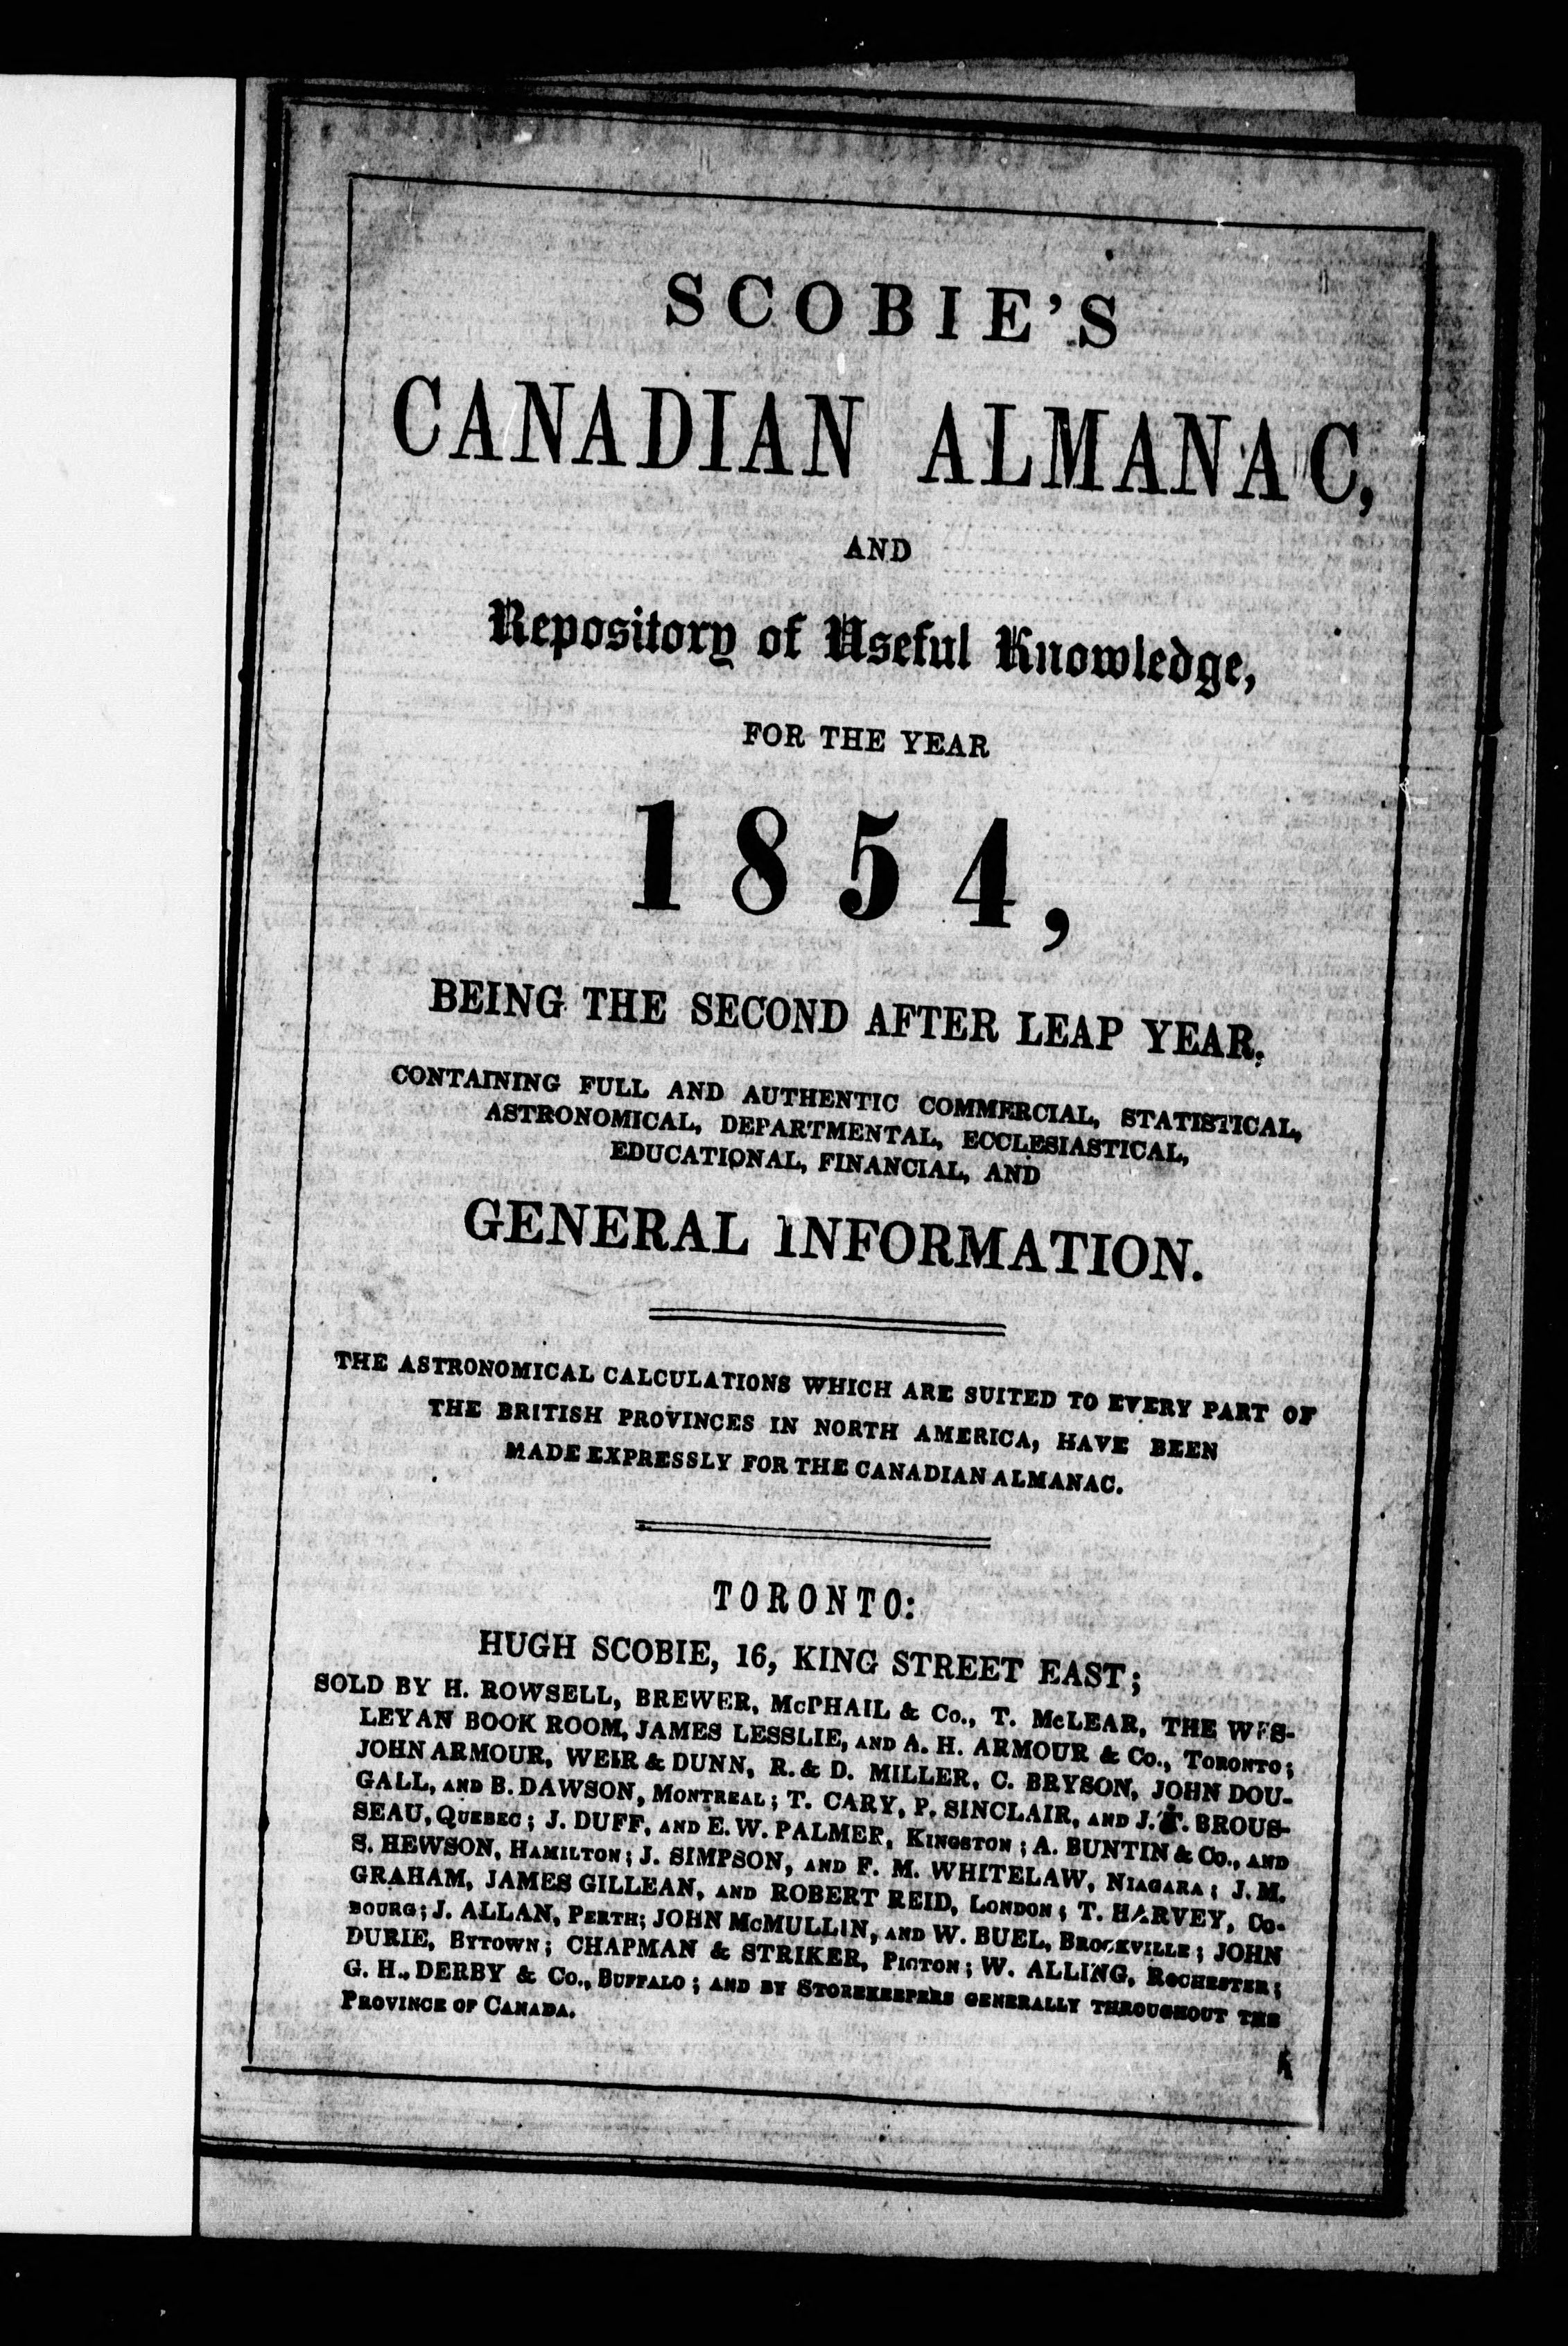 SCOBIE'S
CANADIAN ALMANAC,
AND
Repository of Useful Knowledge,
FOR THE YEAR
1854,
BEING THE SECOND AFTER LEAP YEAR,
CONTAINING FULL AND AUTHENTIC COMMERCIAL, STATISTICAL,
ASTRONOMICAL, DEPARTMENTAL, ECCLESIASTICAL,
EDUCATIONAL, FINANCIAL, AND
GENERAL INFORMATION.
THE ASTRONOMICAL CALCULATIONS WHICH ARE SUITED TO EVERY PART OF
THE BRITISH PROVINCES IN NORTH AMERICA, HAVE BEEN
MADE EXPRESSLY FOR THE CANADIAN ALMANAC.
TORONTO:
HUGH SCOBIE, 16, KING STREET EAST;
SOLD BY H. ROWSELL, BREWER, McPHAIL & Co., T. McLEAR, THE WES-
LEYAN BOOK ROOM, JAMES LESSLIE, AND A. H. ARMOUR & Co., TORONTO;
JOHN ARMOUR, WEIR & DUNN, R. & D. MILLER, C. BRYSON, JOHN DOU-
GALL, AND B. DAWSON, MONTREAL; T. CARY, P. SINCLAIR, AND J. T. BROUS-
SEAU, QUEBEC; J. DUFF, AND E. W. PALMER, KINGSTON; A. BUNTIN & Co., AND
S. HEWSON, HAMILTON; J. SIMPSON, AND F. M. WHITELAW, NIAGARA; J. M.
GRAHAM, JAMES GILLEAN, AND ROBERT REID, LONDON; T. HARVEY, CO-
BOURG; J. ALLAN, PERTH; JOHN McMULLIN, AND W. BUEL, BROCKVILLE; JOHN
DURIE, BYTOWN; CHAPMAN & STRIKER, PICTON; W. ALLING, ROCHESTER;
G. H., DERBY & Co., BUFFALO; AND BY STOREKEEPERS GENERALLY THROUGHOUT THE
PROVINCE OF CANADA.